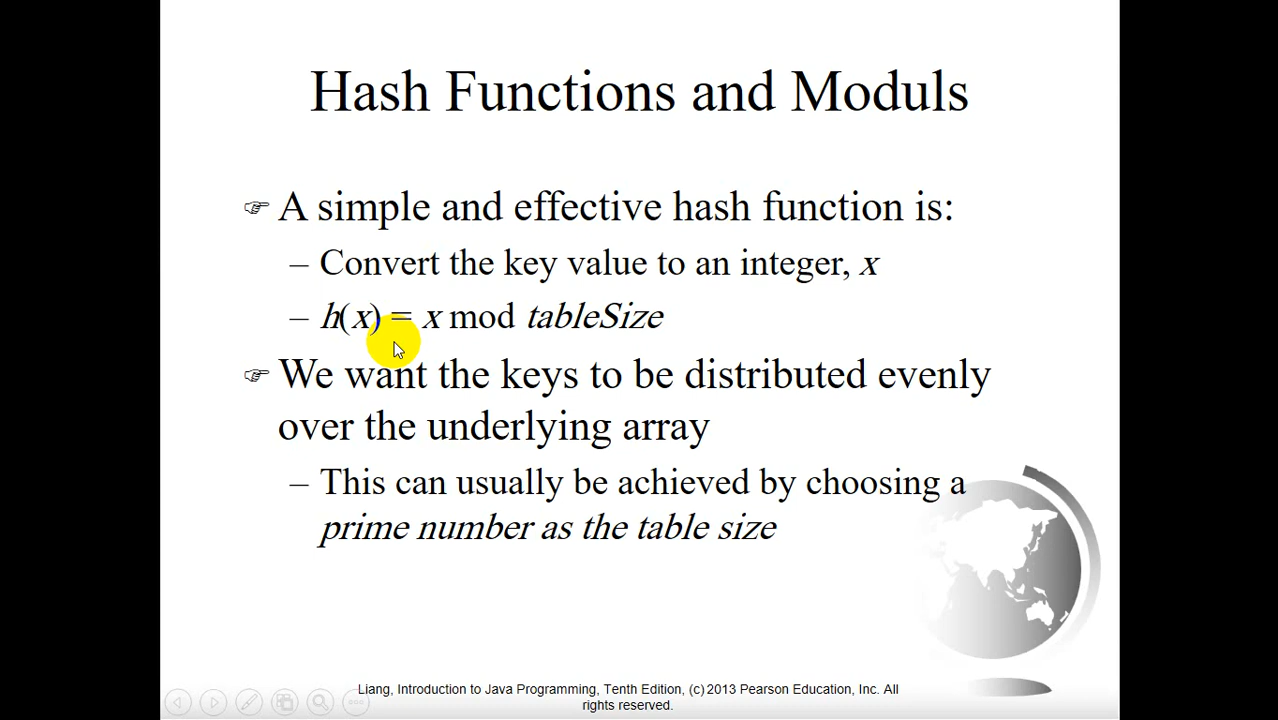 Hash Functions and Moduls
A simple and effective hash function is:
– Convert the key value to an integer, x
– h(x) = x mod tableSize
We want the keys to be distributed evenly
over the underlying array
– This can usually be achieved by choosing a
prime number as the table size
Liang, Introduction to Java Programming, Tenth Edition, (c) 2013 Pearson Education, Inc. All
rights reserved.